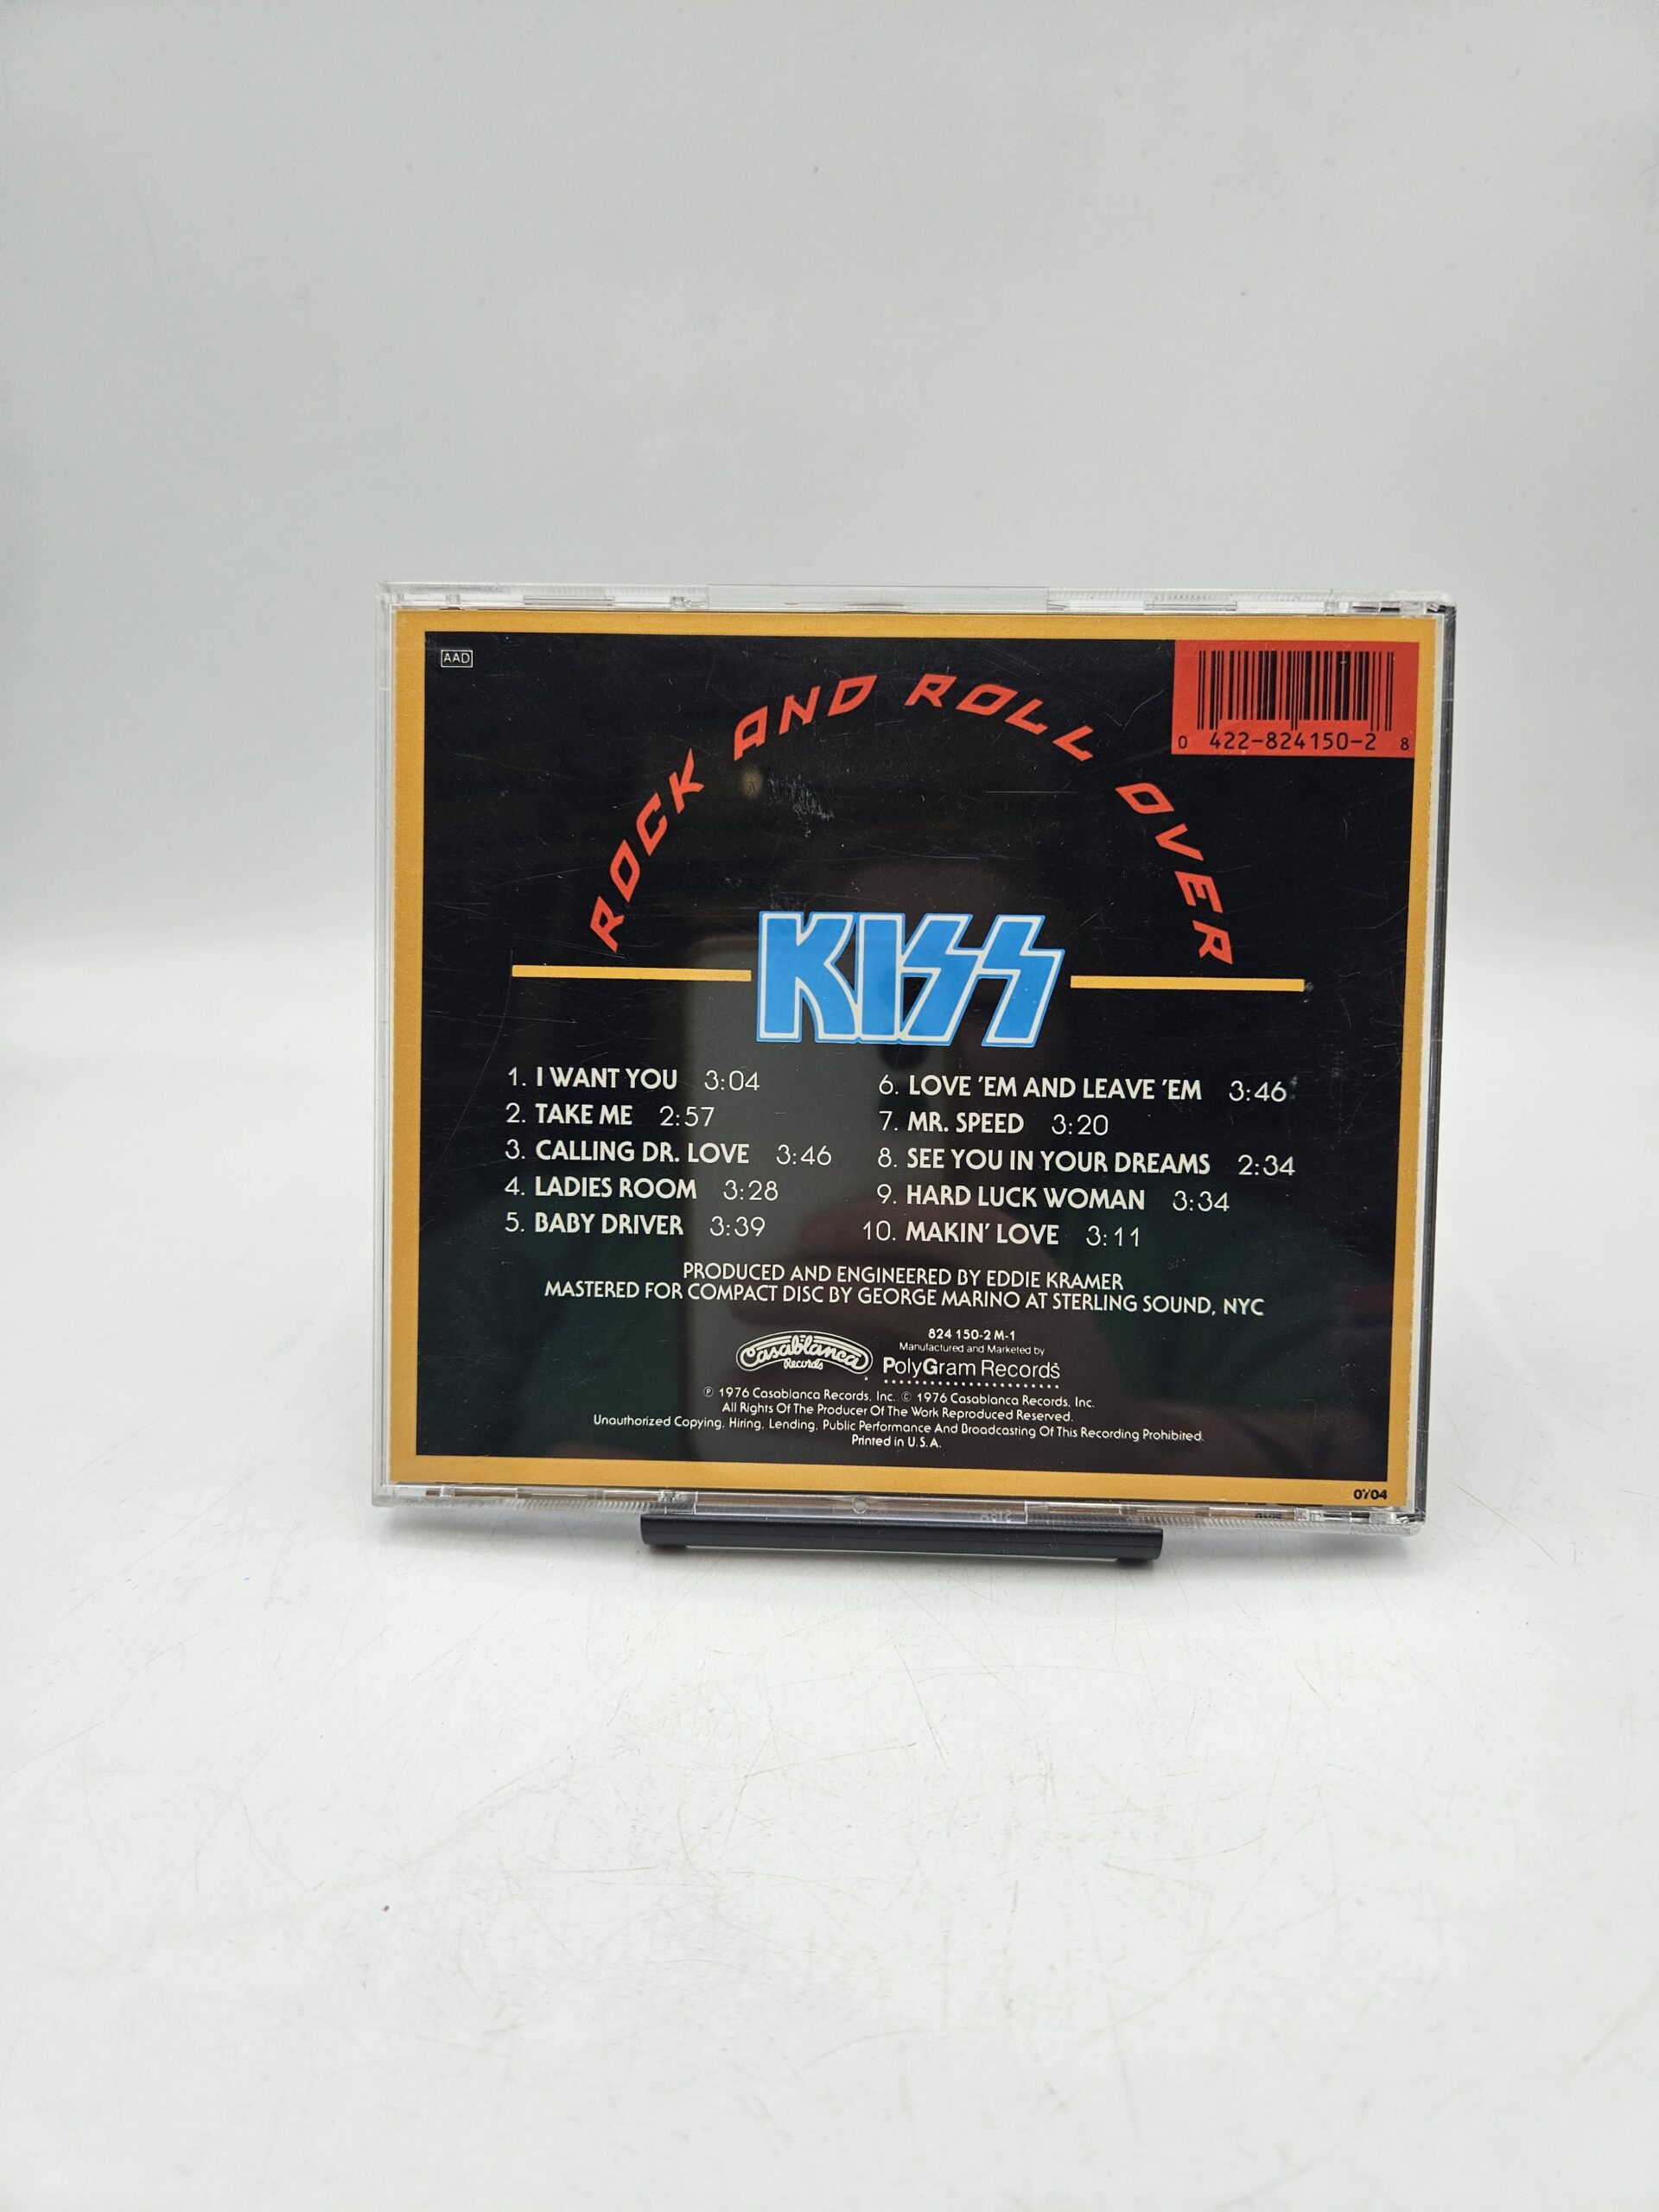 AAD
ROCK AND ROLL OVER
0 422-824150-2 8
KISS
1. I WANT YOU 3:04
2. TAKE ME 2:57
3. CALLING DR. LOVE 3:46
4. LADIES ROOM 3:28
5. BABY DRIVER 3:39
6. LOVE 'EM AND LEAVE 'EM 3:46
7. MR. SPEED 3:20
8. SEE YOU IN YOUR DREAMS 2:34
9. HARD LUCK WOMAN 3:34
10. MAKIN' LOVE 3:11
PRODUCED AND ENGINEERED BY EDDIE KRAMER
MASTERED FOR COMPACT DISC BY GEORGE MARINO AT STERLING SOUND, NYC
Casablanca
Records
824 150-2 M-1
Manufactured and Marketed by
PolyGram Records
℗ 1976 Casablanca Records, Inc. © 1976 Casablanca Records, Inc.
All Rights Of The Producer Of The Work Reproduced Reserved.
Unauthorized Copying, Hiring, Lending, Public Performance And Broadcasting Of This Recording Prohibited.
Printed in U.S.A.
0704